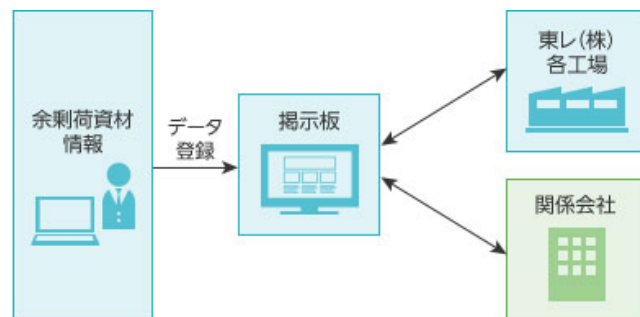 余剰荷資材
情報
データ
登録
掲示板
東レ(株)
各工場
関係会社